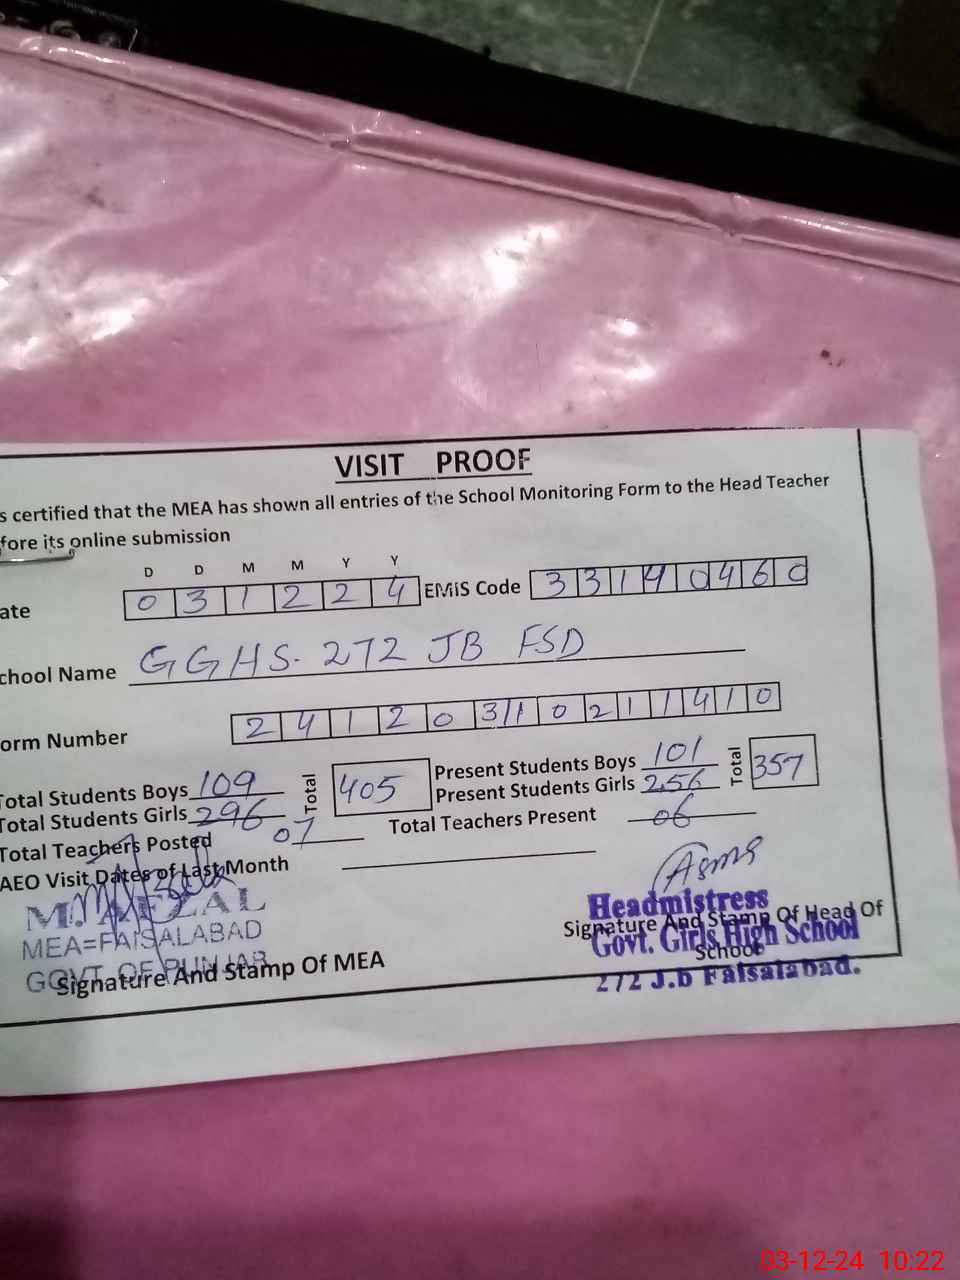 VISIT PROOF
s certified that the MEA has shown all entries of the School Monitoring Form to the Head Teacher
fore its online submission
D D M M Y Y
ate 0 3 1 2 2 4 EMIS Code 3 3 1 4 0 4 6 0
chool Name GGHS. 272 JB FSD
orm Number 2 4 1 2 0 3 1 0 2 1 1 4 1 0
Total Students Boys 109 Total 405 Present Students Boys 101 Total 357
Total Students Girls 296 Present Students Girls 256
Total Teachers Posted 07 Total Teachers Present 06
AEO Visit Dates of Last Month
Asma
M. AFZAL
MEA=FAISALABAD
GOVT. OF PUNJAB
Signature And Stamp Of MEA
Headmistress
Signature And Stamp Of Head Of
Govt. Girls High School
School
272 J.b Faisalabad.
03-12-24 10:22